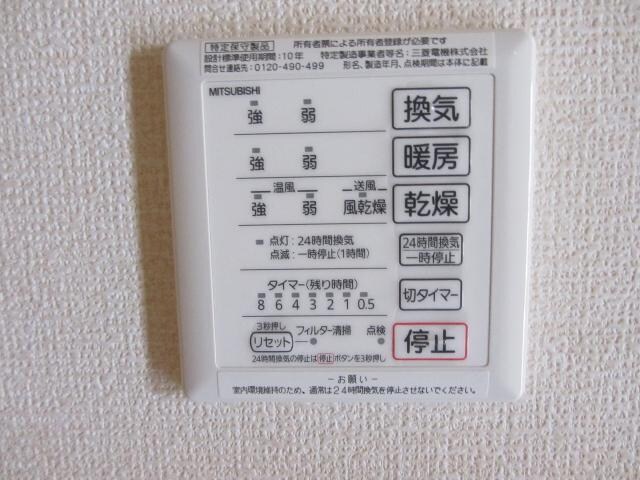 特定保守製品 所有者票による所有者登録が必要です
設計標準使用期間:10年 特定製造事業者等名:三菱電機株式会社
問合せ連絡先:0120-490-499 形名、製造年月、点検期間は本体に記載
MITSUBISHI
強 弱 換気
強 弱 暖房
温風 送風
強 弱 風乾燥 乾燥
点灯:24時間換気
点滅:一時停止(1時間)
24時間換気
一時停止
タイマー(残り時間)
8 6 4 3 2 1 0.5
切タイマー
3秒押し
リセット フィルター清掃 点検
停止
24時間換気の停止は停止ボタンを3秒押し
-お願い-
室内環境維持のため、通常は24時間換気を停止させないでください。